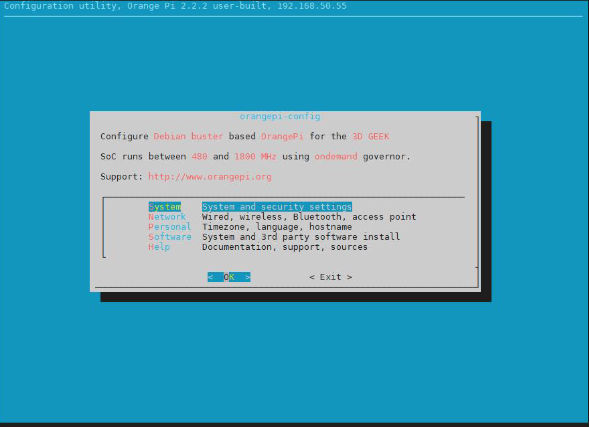 Configuration utility, Orange Pi 2.2.2 user-built, 192.168.50.55
orangepi-config
Configure Debian buster based OrangePi for the 3D GEEK
SoC runs between 480 and 1800 MHz using ondemand governor.
Support: http://www.orangepi.org
System System and security settings
Network Wired, wireless, Bluetooth, access point
Personal Timezone, language, hostname
Software System and 3rd party software install
Help Documentation, support, sources
< OK > < Exit >